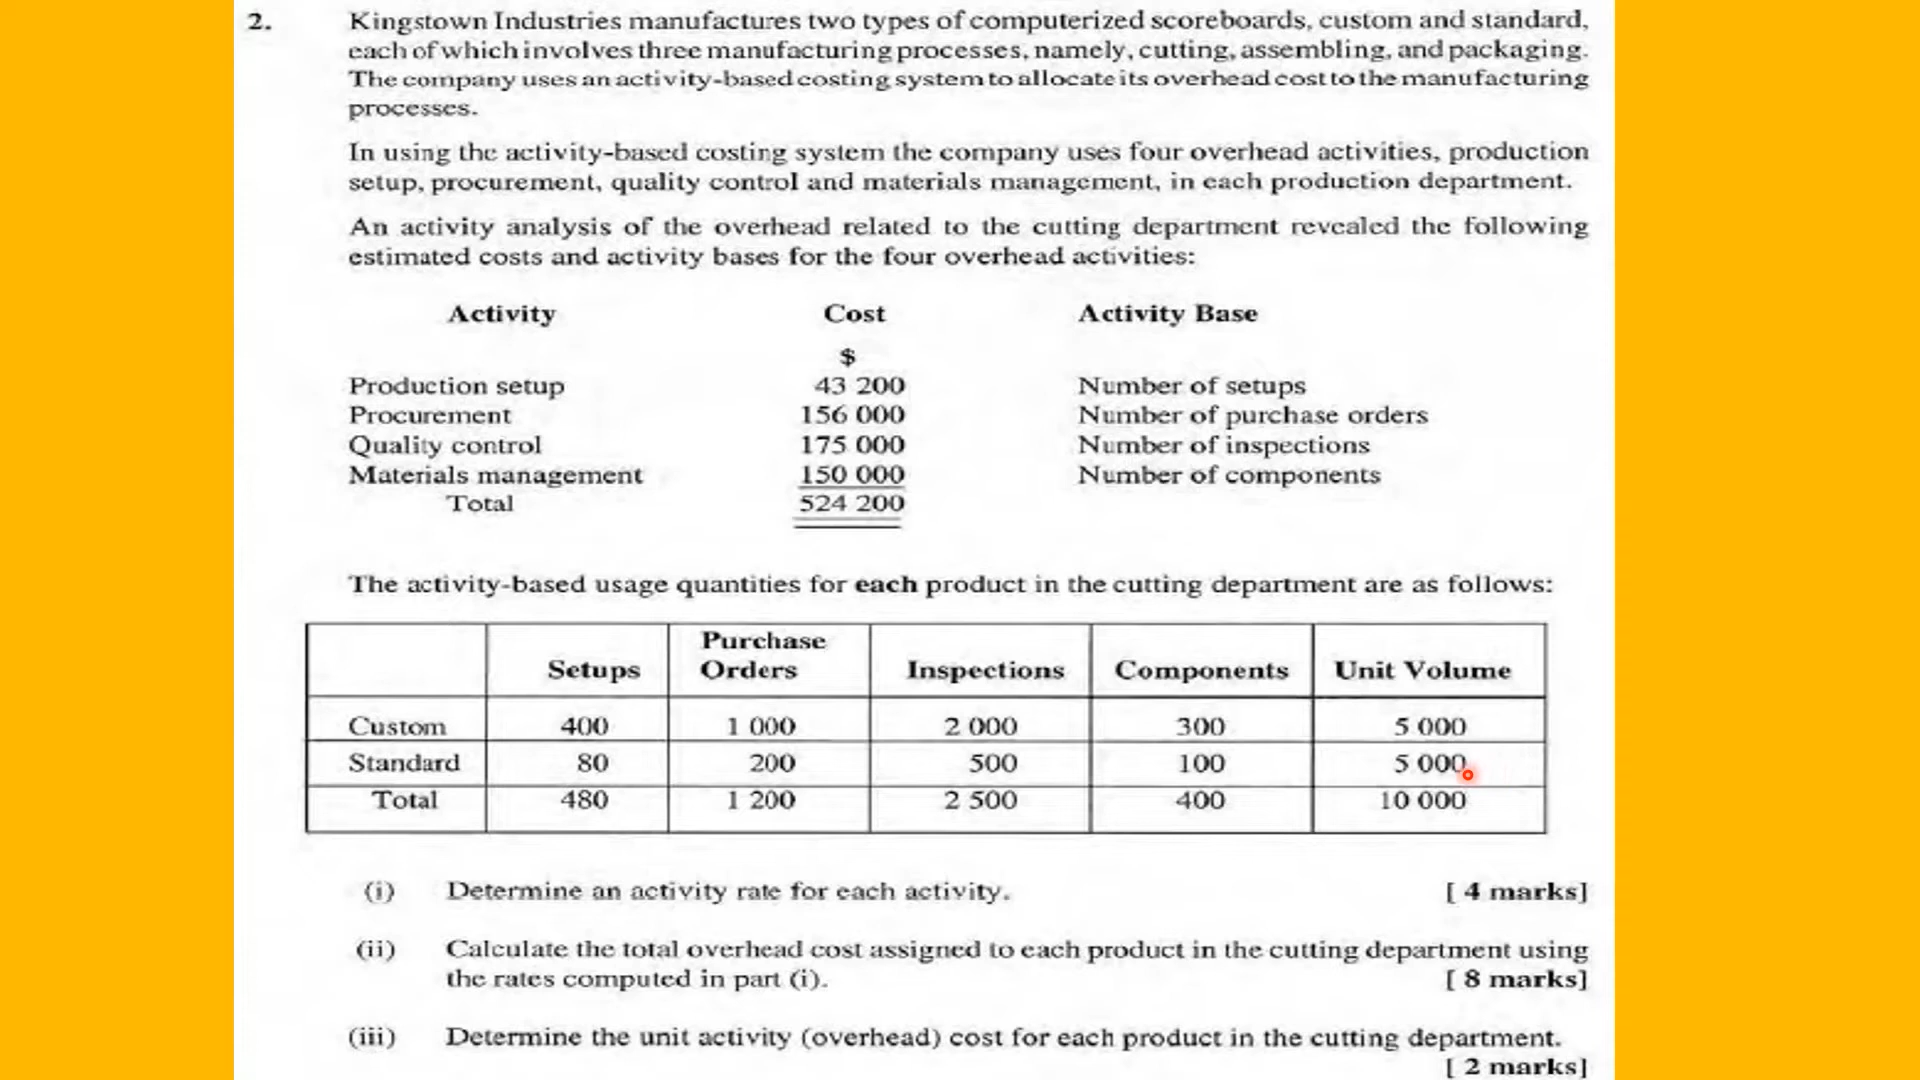 2. Kingstown Industries manufactures two types of computerized scoreboards, custom and standard,
each of which involves three manufacturing processes, namely, cutting, assembling, and packaging.
The company uses an activity-based costing system to allocate its overhead cost to the manufacturing
processes.
In using the activity-based costing system the company uses four overhead activities, production
setup, procurement, quality control and materials management, in each production department.
An activity analysis of the overhead related to the cutting department revealed the following
estimated costs and activity bases for the four overhead activities:
Activity Cost Activity Base
$
Production setup 43 200 Number of setups
Procurement 156 000 Number of purchase orders
Quality control 175 000 Number of inspections
Materials management 150 000 Number of components
Total 524 200
The activity-based usage quantities for each product in the cutting department are as follows:
Setups Purchase Orders Inspections Components Unit Volume
Custom 400 1 000 2 000 300 5 000
Standard 80 200 500 100 5 000
Total 480 1 200 2 500 400 10 000
(i) Determine an activity rate for each activity. [ 4 marks]
(ii) Calculate the total overhead cost assigned to each product in the cutting department using
the rates computed in part (i). [ 8 marks]
(iii) Determine the unit activity (overhead) cost for each product in the cutting department.
[ 2 marks]